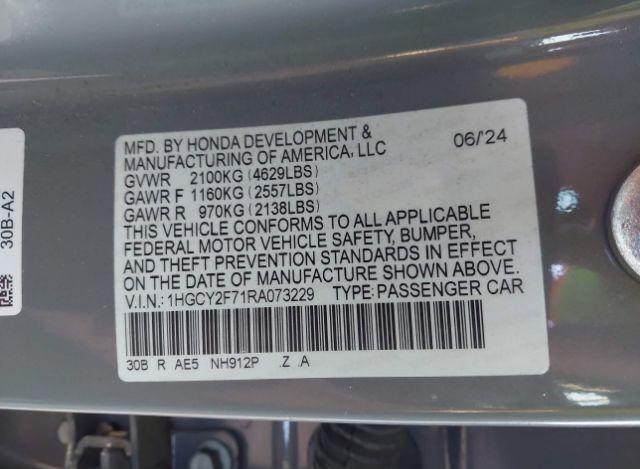 MFD. BY HONDA DEVELOPMENT & 06/24
MANUFACTURING OF AMERICA, LLC
GVWR 2100KG (4629LBS)
GAWR F 1160KG (2557LBS)
GAWR R 970KG (2138LBS)
THIS VEHICLE CONFORMS TO ALL APPLICABLE
FEDERAL MOTOR VEHICLE SAFETY, BUMPER,
AND THEFT PREVENTION STANDARDS IN EFFECT
ON THE DATE OF MANUFACTURE SHOWN ABOVE.
V.I.N.: 1HGCY2F71RA073229 TYPE: PASSENGER CAR
30B R AE5 NH912P .Z .A
30B-A2